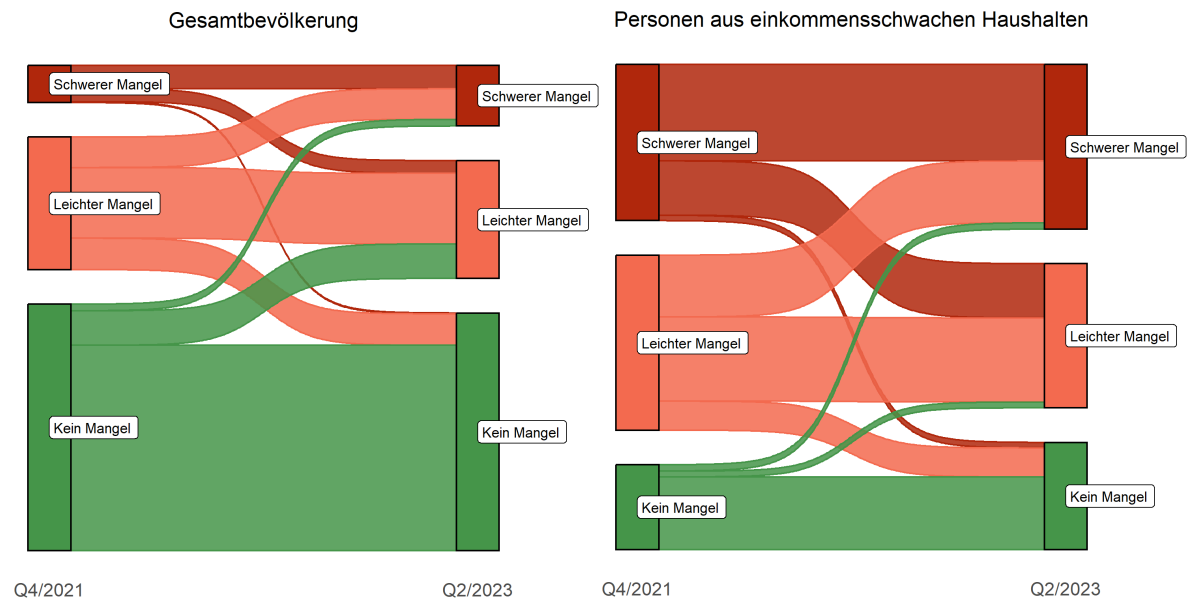 Gesamtbevölkerung
Schwerer Mangel
Leichter Mangel
Kein Mangel
Schwerer Mangel
Leichter Mangel
Kein Mangel
Q4/2021
Q2/2023
Personen aus einkommensschwachen Haushalten
Schwerer Mangel
Leichter Mangel
Kein Mangel
Schwerer Mangel
Leichter Mangel
Kein Mangel
Q4/2021
Q2/2023